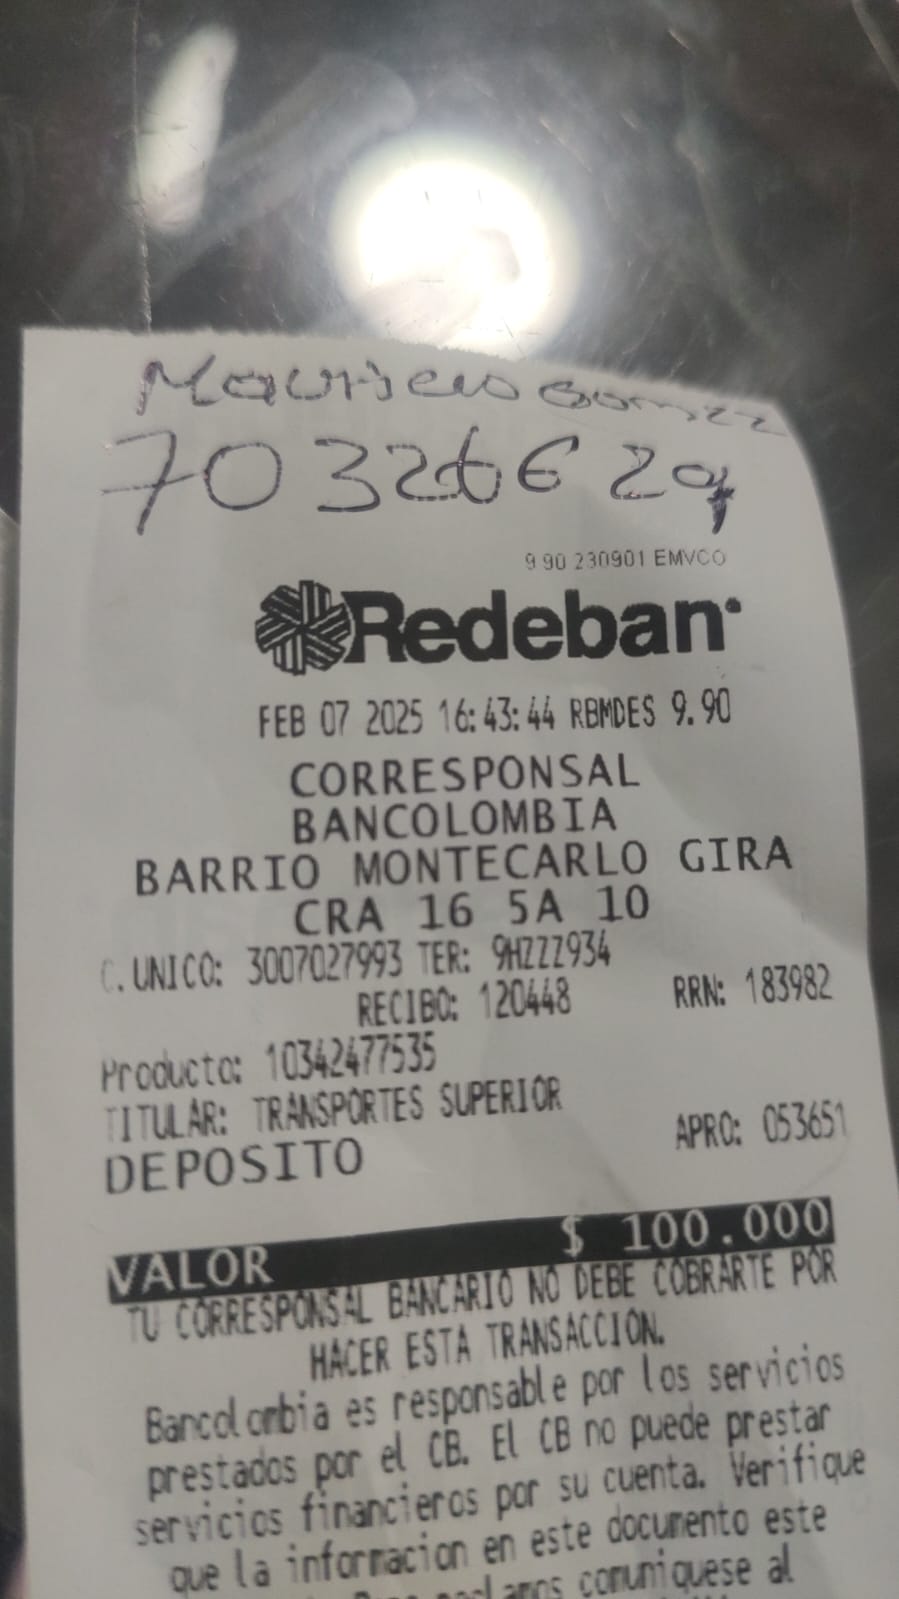 Mauricio Gomez
70326629
9 90 230901 EMVCO
Redeban
FEB 07 2025 16:43:44 RBMDES 9.90
CORRESPONSAL
BANCOLOMBIA
BARRIO MONTECARLO GIRA
CRA 16 5A 10
C.UNICO: 3007027993 TER: 9HZZZ934
RECIBO: 120448 RRN: 183982
Producto: 10342477535
TITULAR: TRANSPORTES SUPERIOR
DEPOSITO APRO: 053651
VALOR $ 100.000
TU CORRESPONSAL BANCARIO NO DEBE COBRARTE POR
HACER ESTA TRANSACCION.
Bancolombia es responsable por los servicios
prestados por el CB. El CB no puede prestar
servicios financieros por su cuenta. Verifique
que la informacion en este documento este
comuniquese al